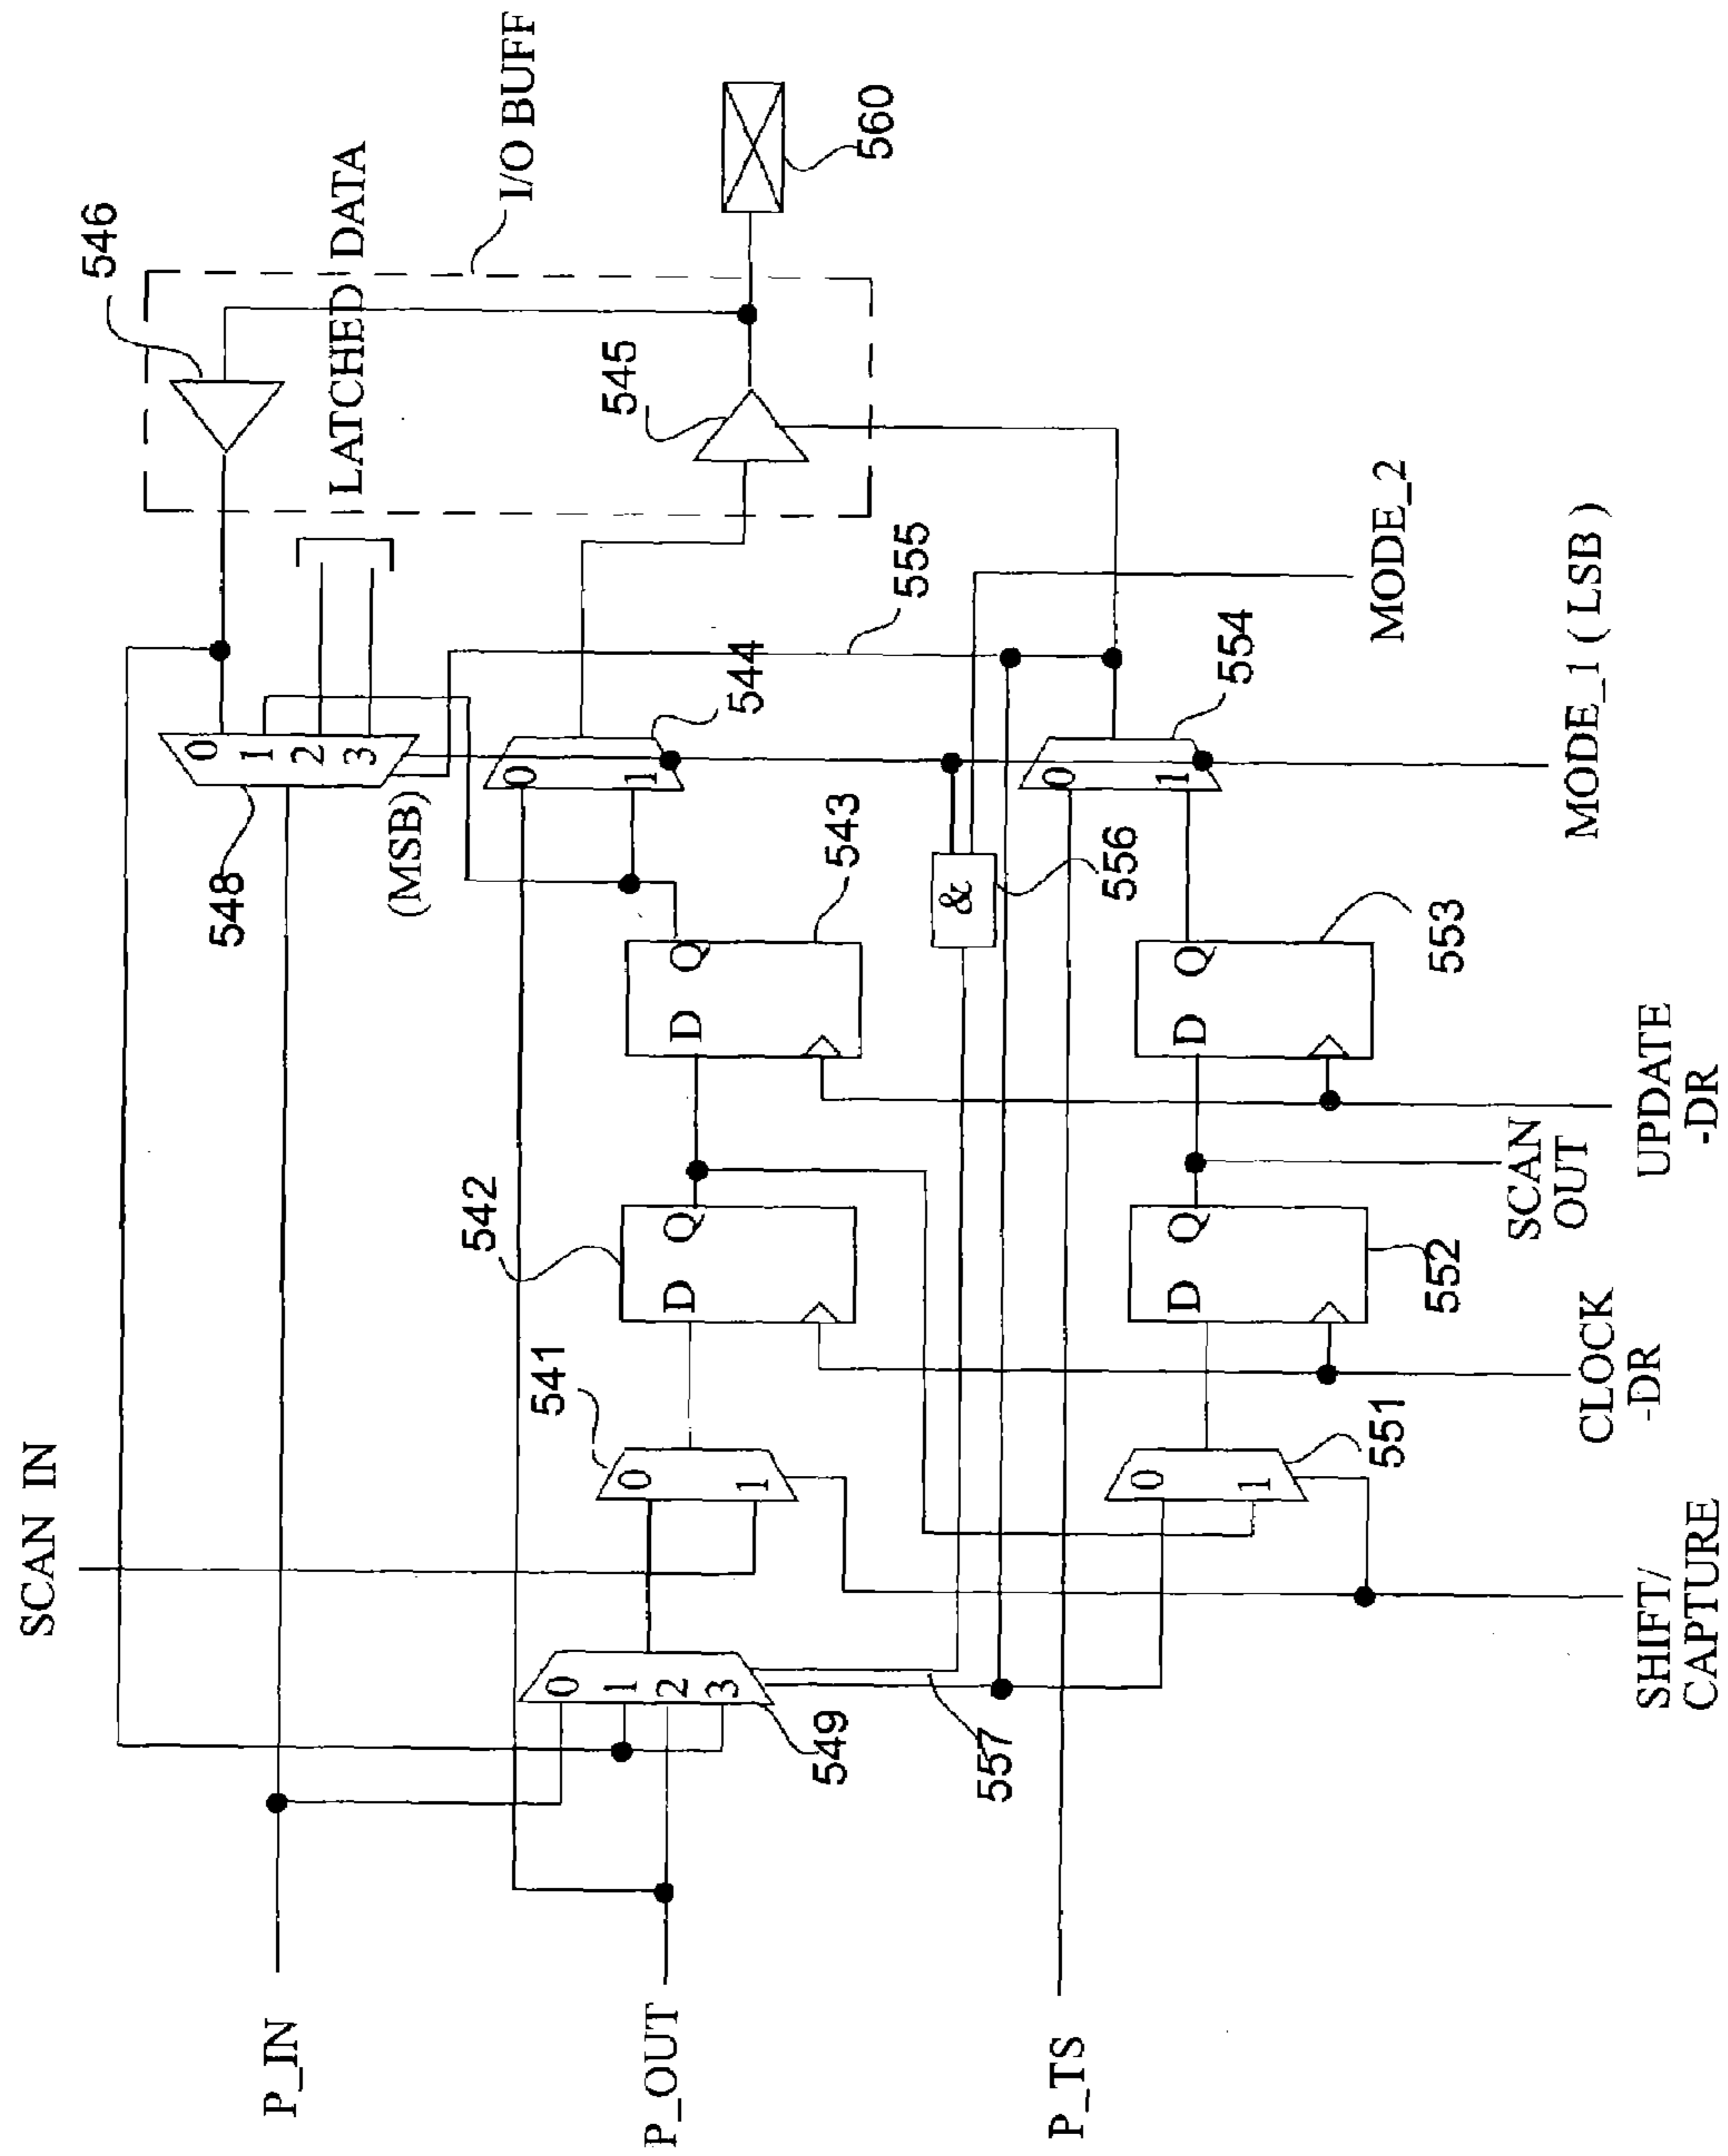 SCAN IN
P_IN
P_OUT
P_TS
SHIFT/
CAPTURE
CLOCK
-DR
SCAN
OUT
UPDATE
-DR
MODE_1 ( LSB )
MODE_2
(MSB)
LATCHED DATA
I/O BUFF
546
545
560
555
548
0
1
2
3
544
0
1
554
0
1
543
D Q
553
D Q
&
556
542
D Q
552
D Q
541
0
1
551
0
1
549
0
1
2
3
557